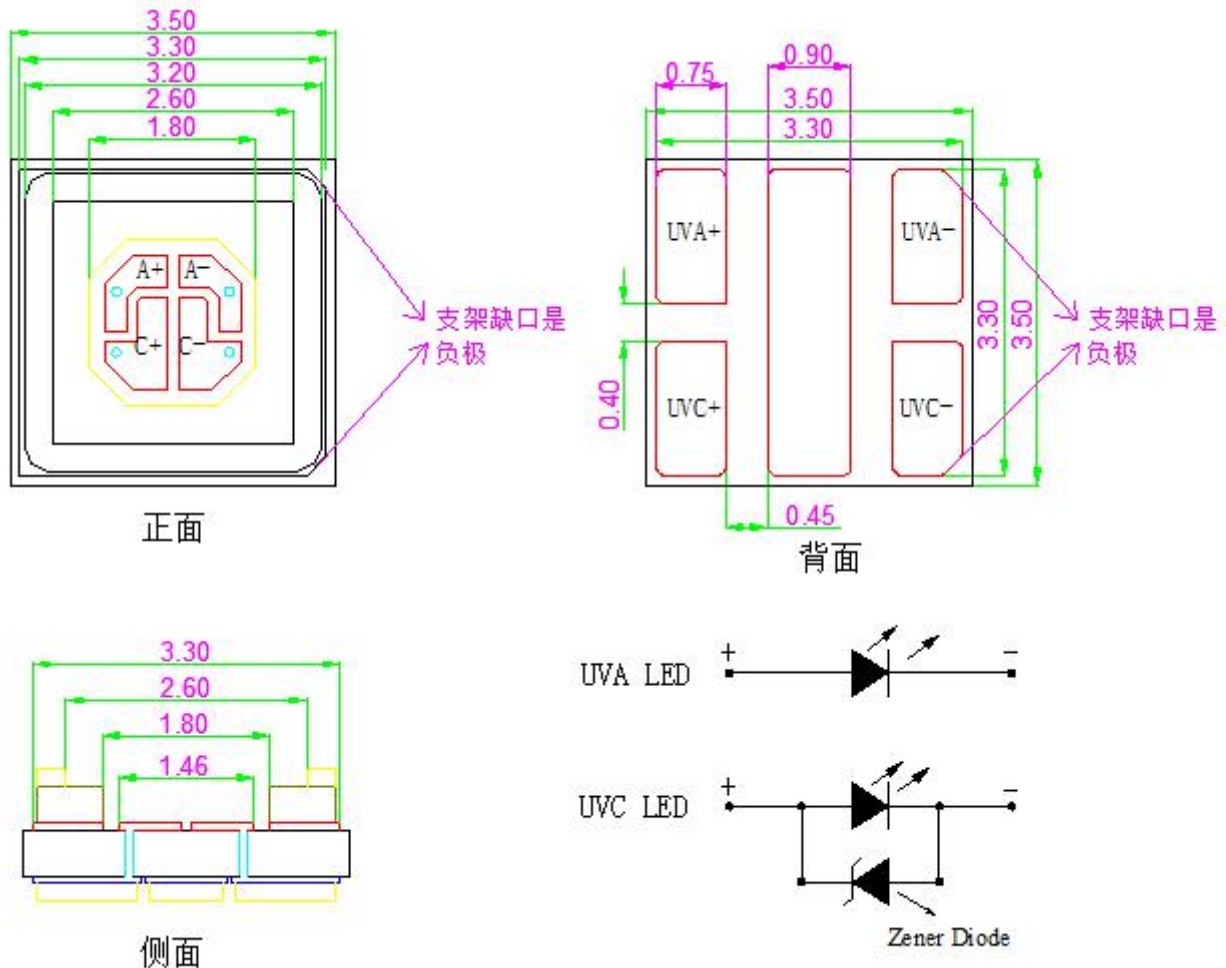 3.50
3.30
3.20
2.60
1.80
A+ A-
C+ C-
支架缺口是
负极
正面
0.90
0.75
3.50
3.30
UVA+ UVA-
支架缺口是
负极
3.30
3.50
0.40
UVC+ UVC-
0.45
背面
3.30
2.60
1.80
1.46
侧面
UVA LED + -
UVC LED + -
Zener Diode